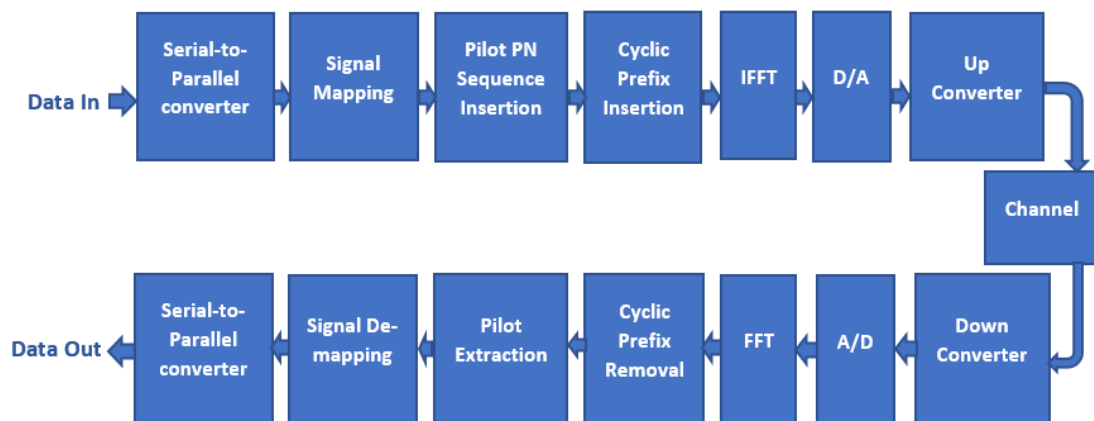 Data In
Serial-to-
Parallel
converter
Signal
Mapping
Pilot PN
Sequence
Insertion
Cyclic
Prefix
Insertion
IFFT
D/A
Up
Converter
Channel
Down
Converter
A/D
FFT
Cyclic
Prefix
Removal
Pilot
Extraction
Signal De-
mapping
Serial-to-
Parallel
converter
Data Out